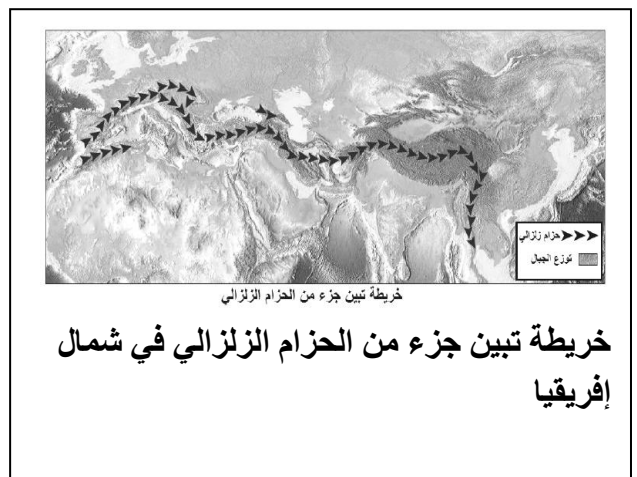 حزام زلزالي
توزع الجبال
خريطة تبين جزء من الحزام الزلزالي
خريطة تبين جزء من الحزام الزلزالي في شمال
إفريقيا